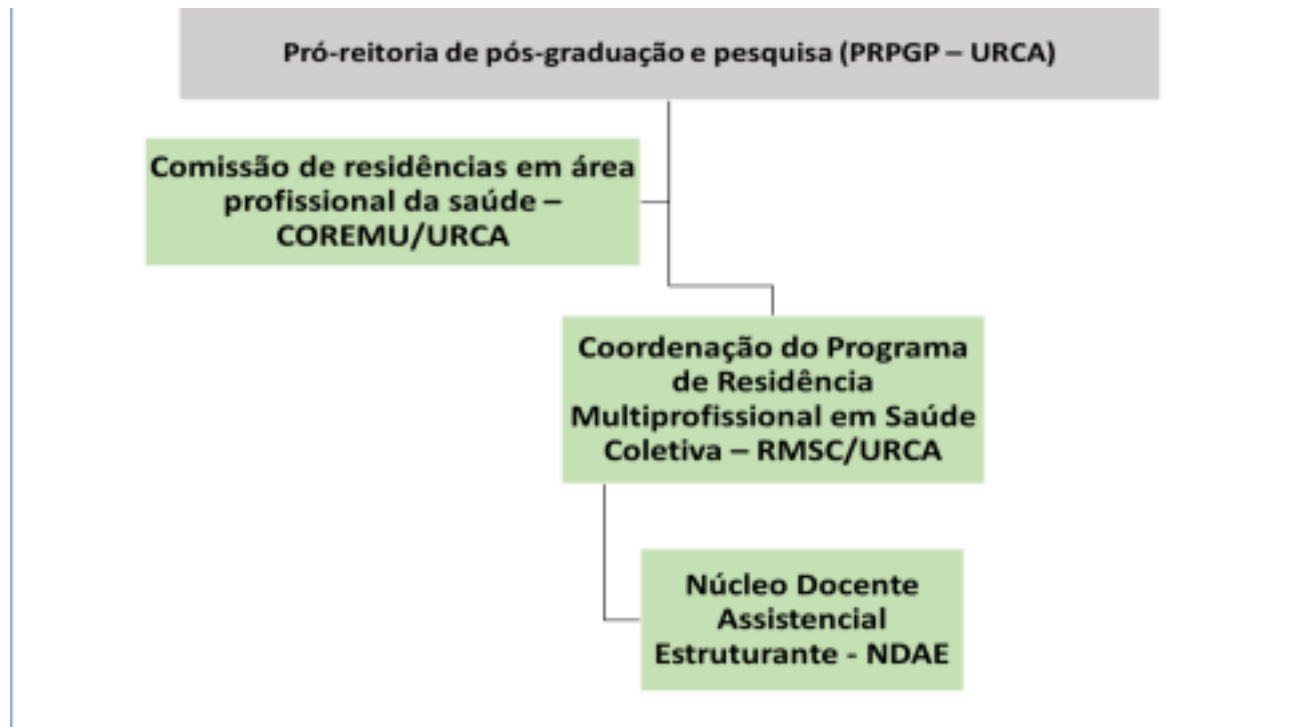 Pró-reitoria de pós-graduação e pesquisa (PRPGP – URCA)
Comissão de residências em área
profissional da saúde –
COREMU/URCA
Coordenação do Programa
de Residência
Multiprofissional em Saúde
Coletiva – RMSC/URCA
Núcleo Docente
Assistencial
Estruturante - NDAE